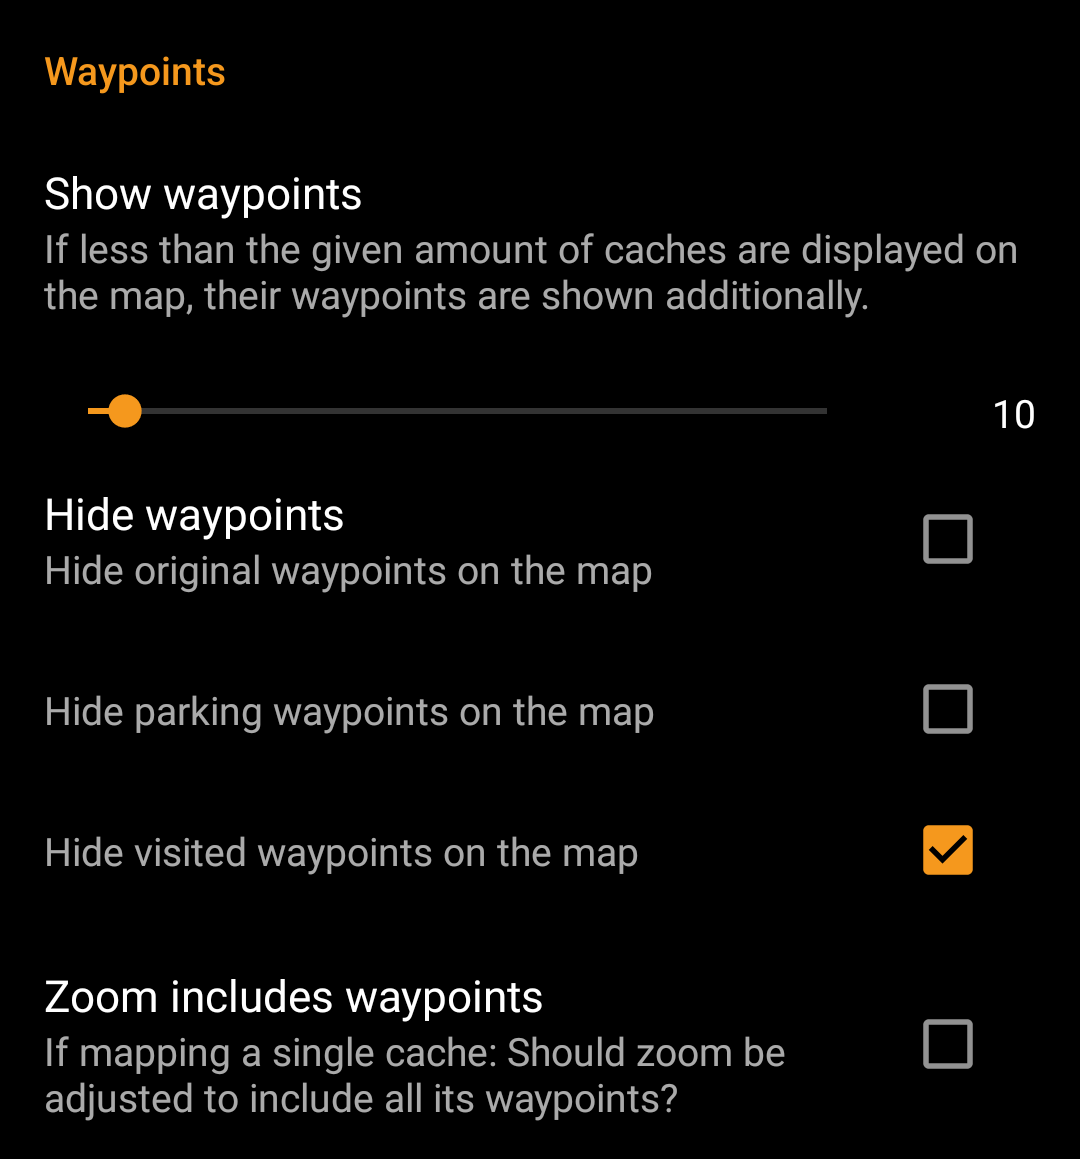 Waypoints
Show waypoints
If less than the given amount of caches are displayed on
the map, their waypoints are shown additionally.
10
Hide waypoints
Hide original waypoints on the map
Hide parking waypoints on the map
Hide visited waypoints on the map
Zoom includes waypoints
If mapping a single cache: Should zoom be
adjusted to include all its waypoints?